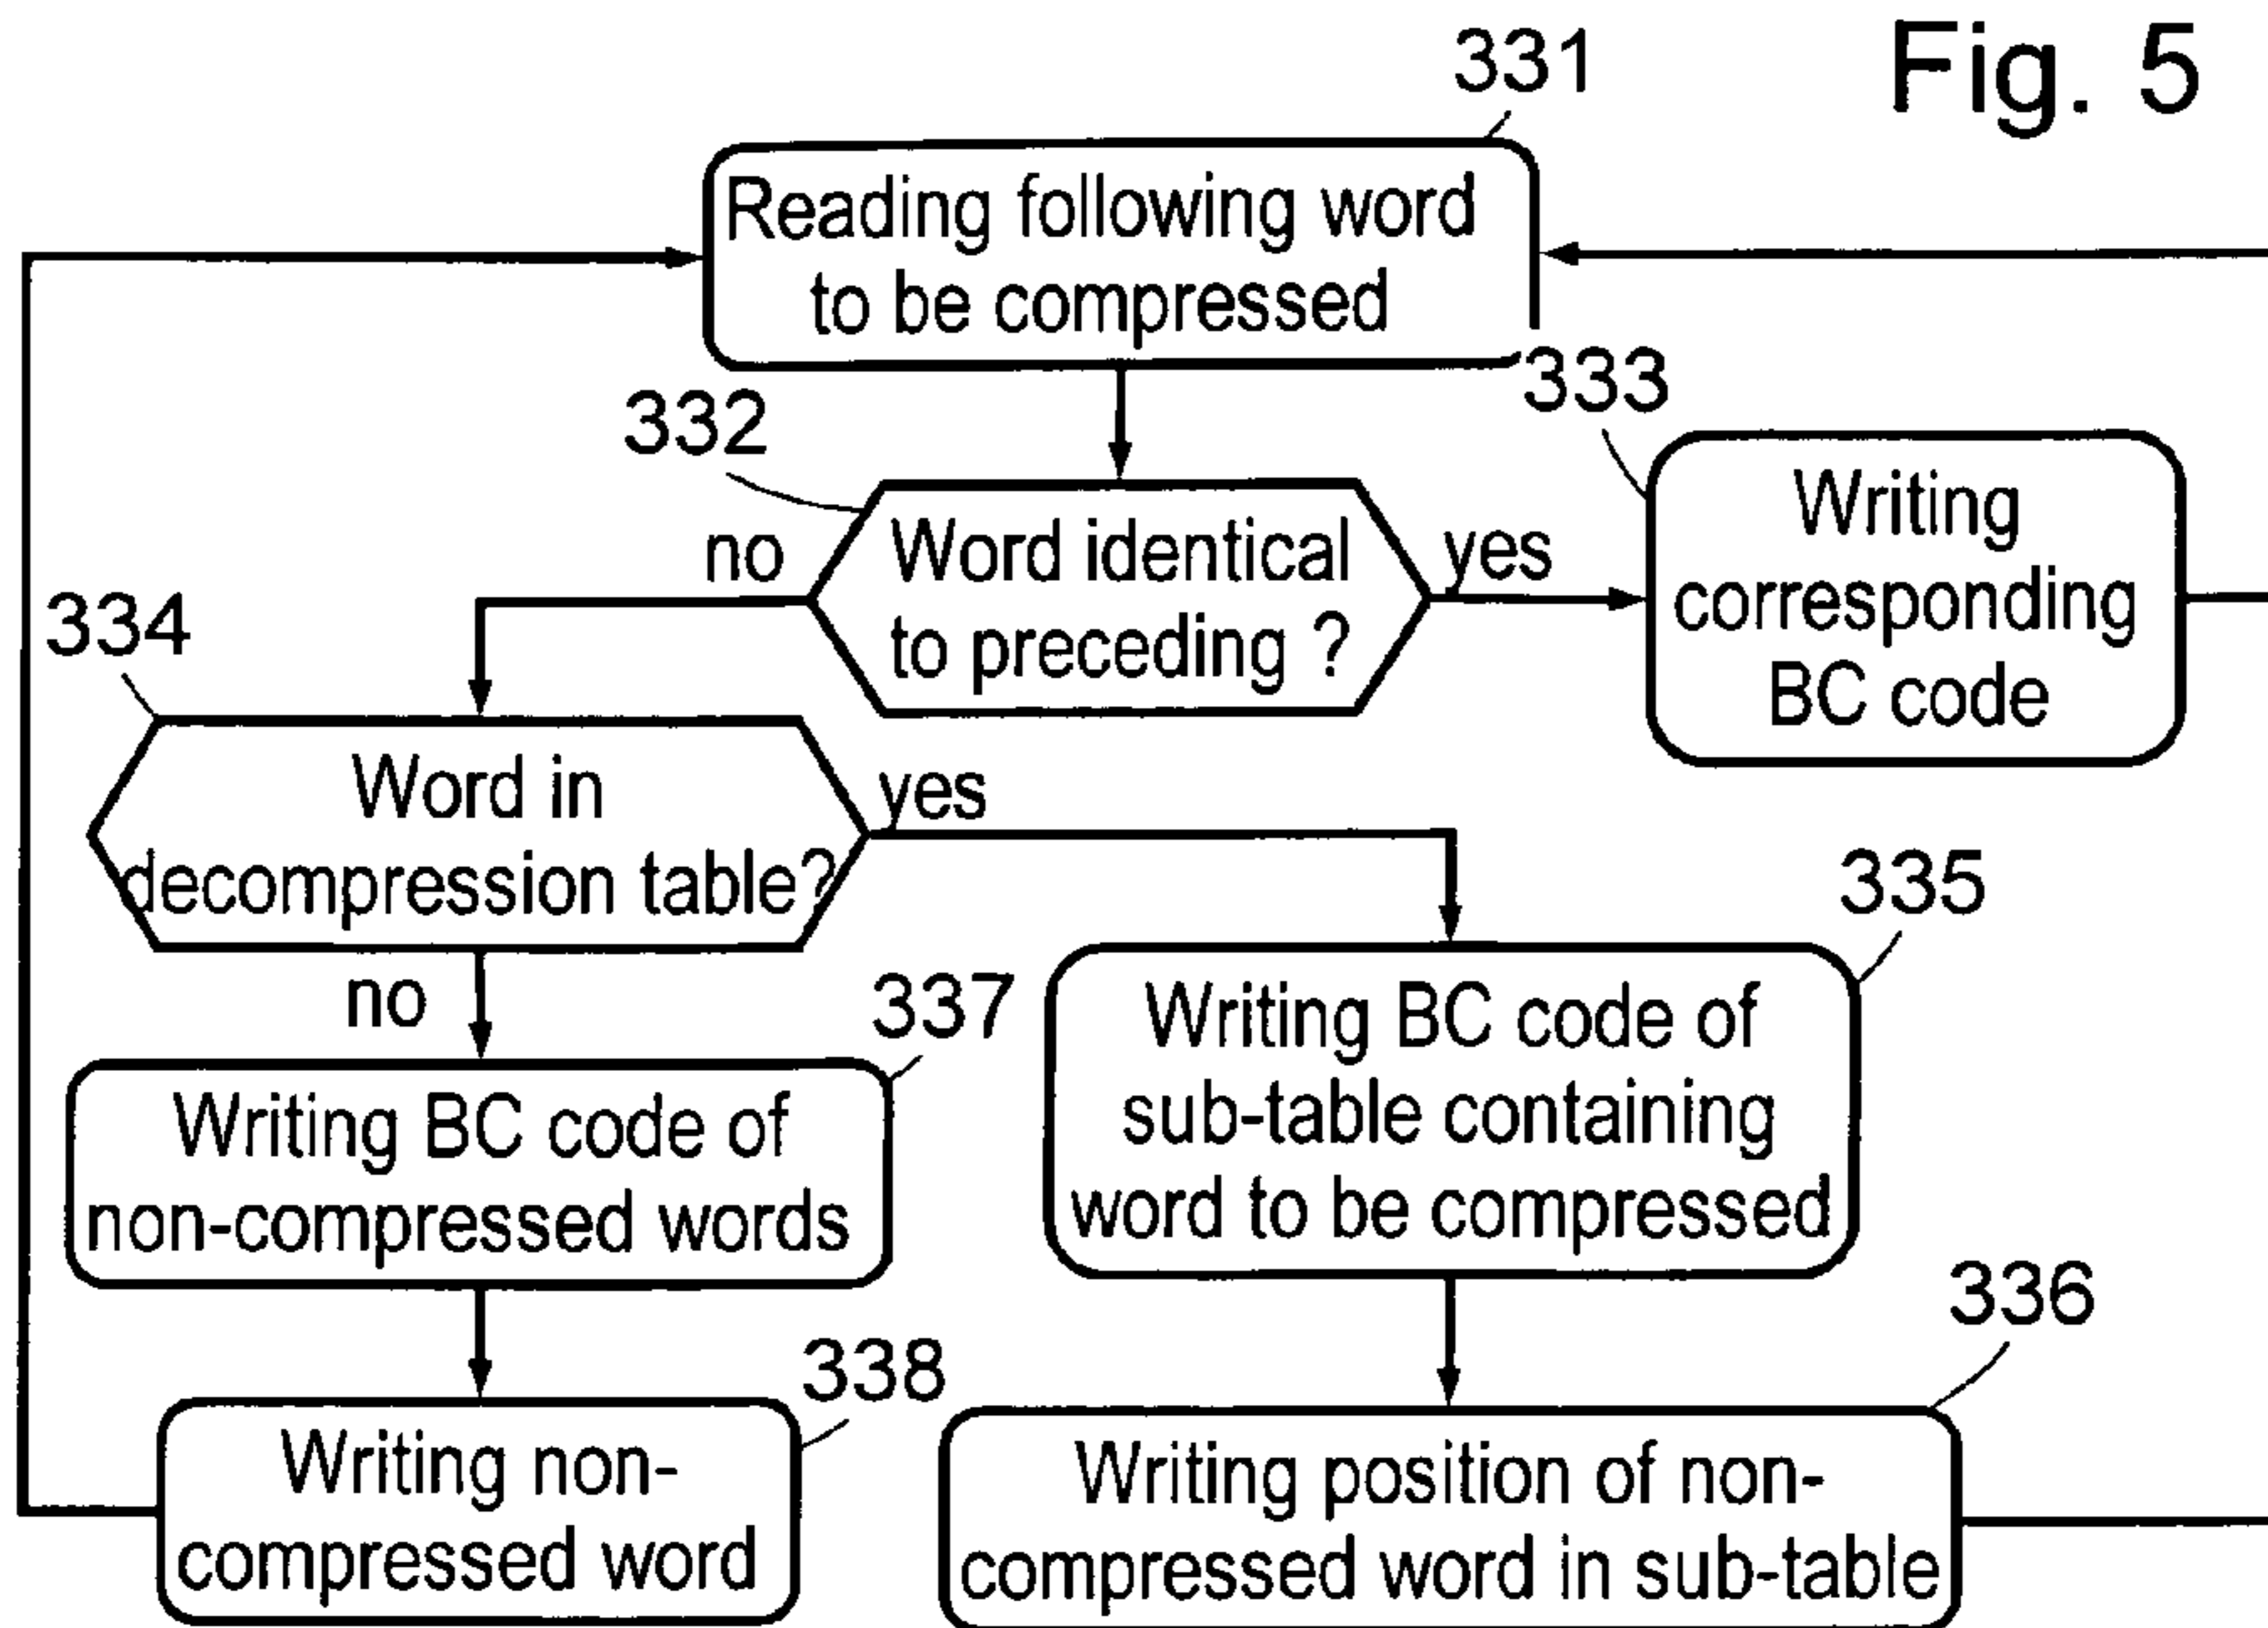 Fig. 5
331
Reading following word
to be compressed
332
333
no
Word identical
to preceding ?
yes
Writing
corresponding
BC code
334
Word in
decompression table?
yes
no
335
Writing BC code of
sub-table containing
word to be compressed
337
Writing BC code of
non-compressed words
336
Writing position of non-
compressed word in sub-table
338
Writing non-
compressed word